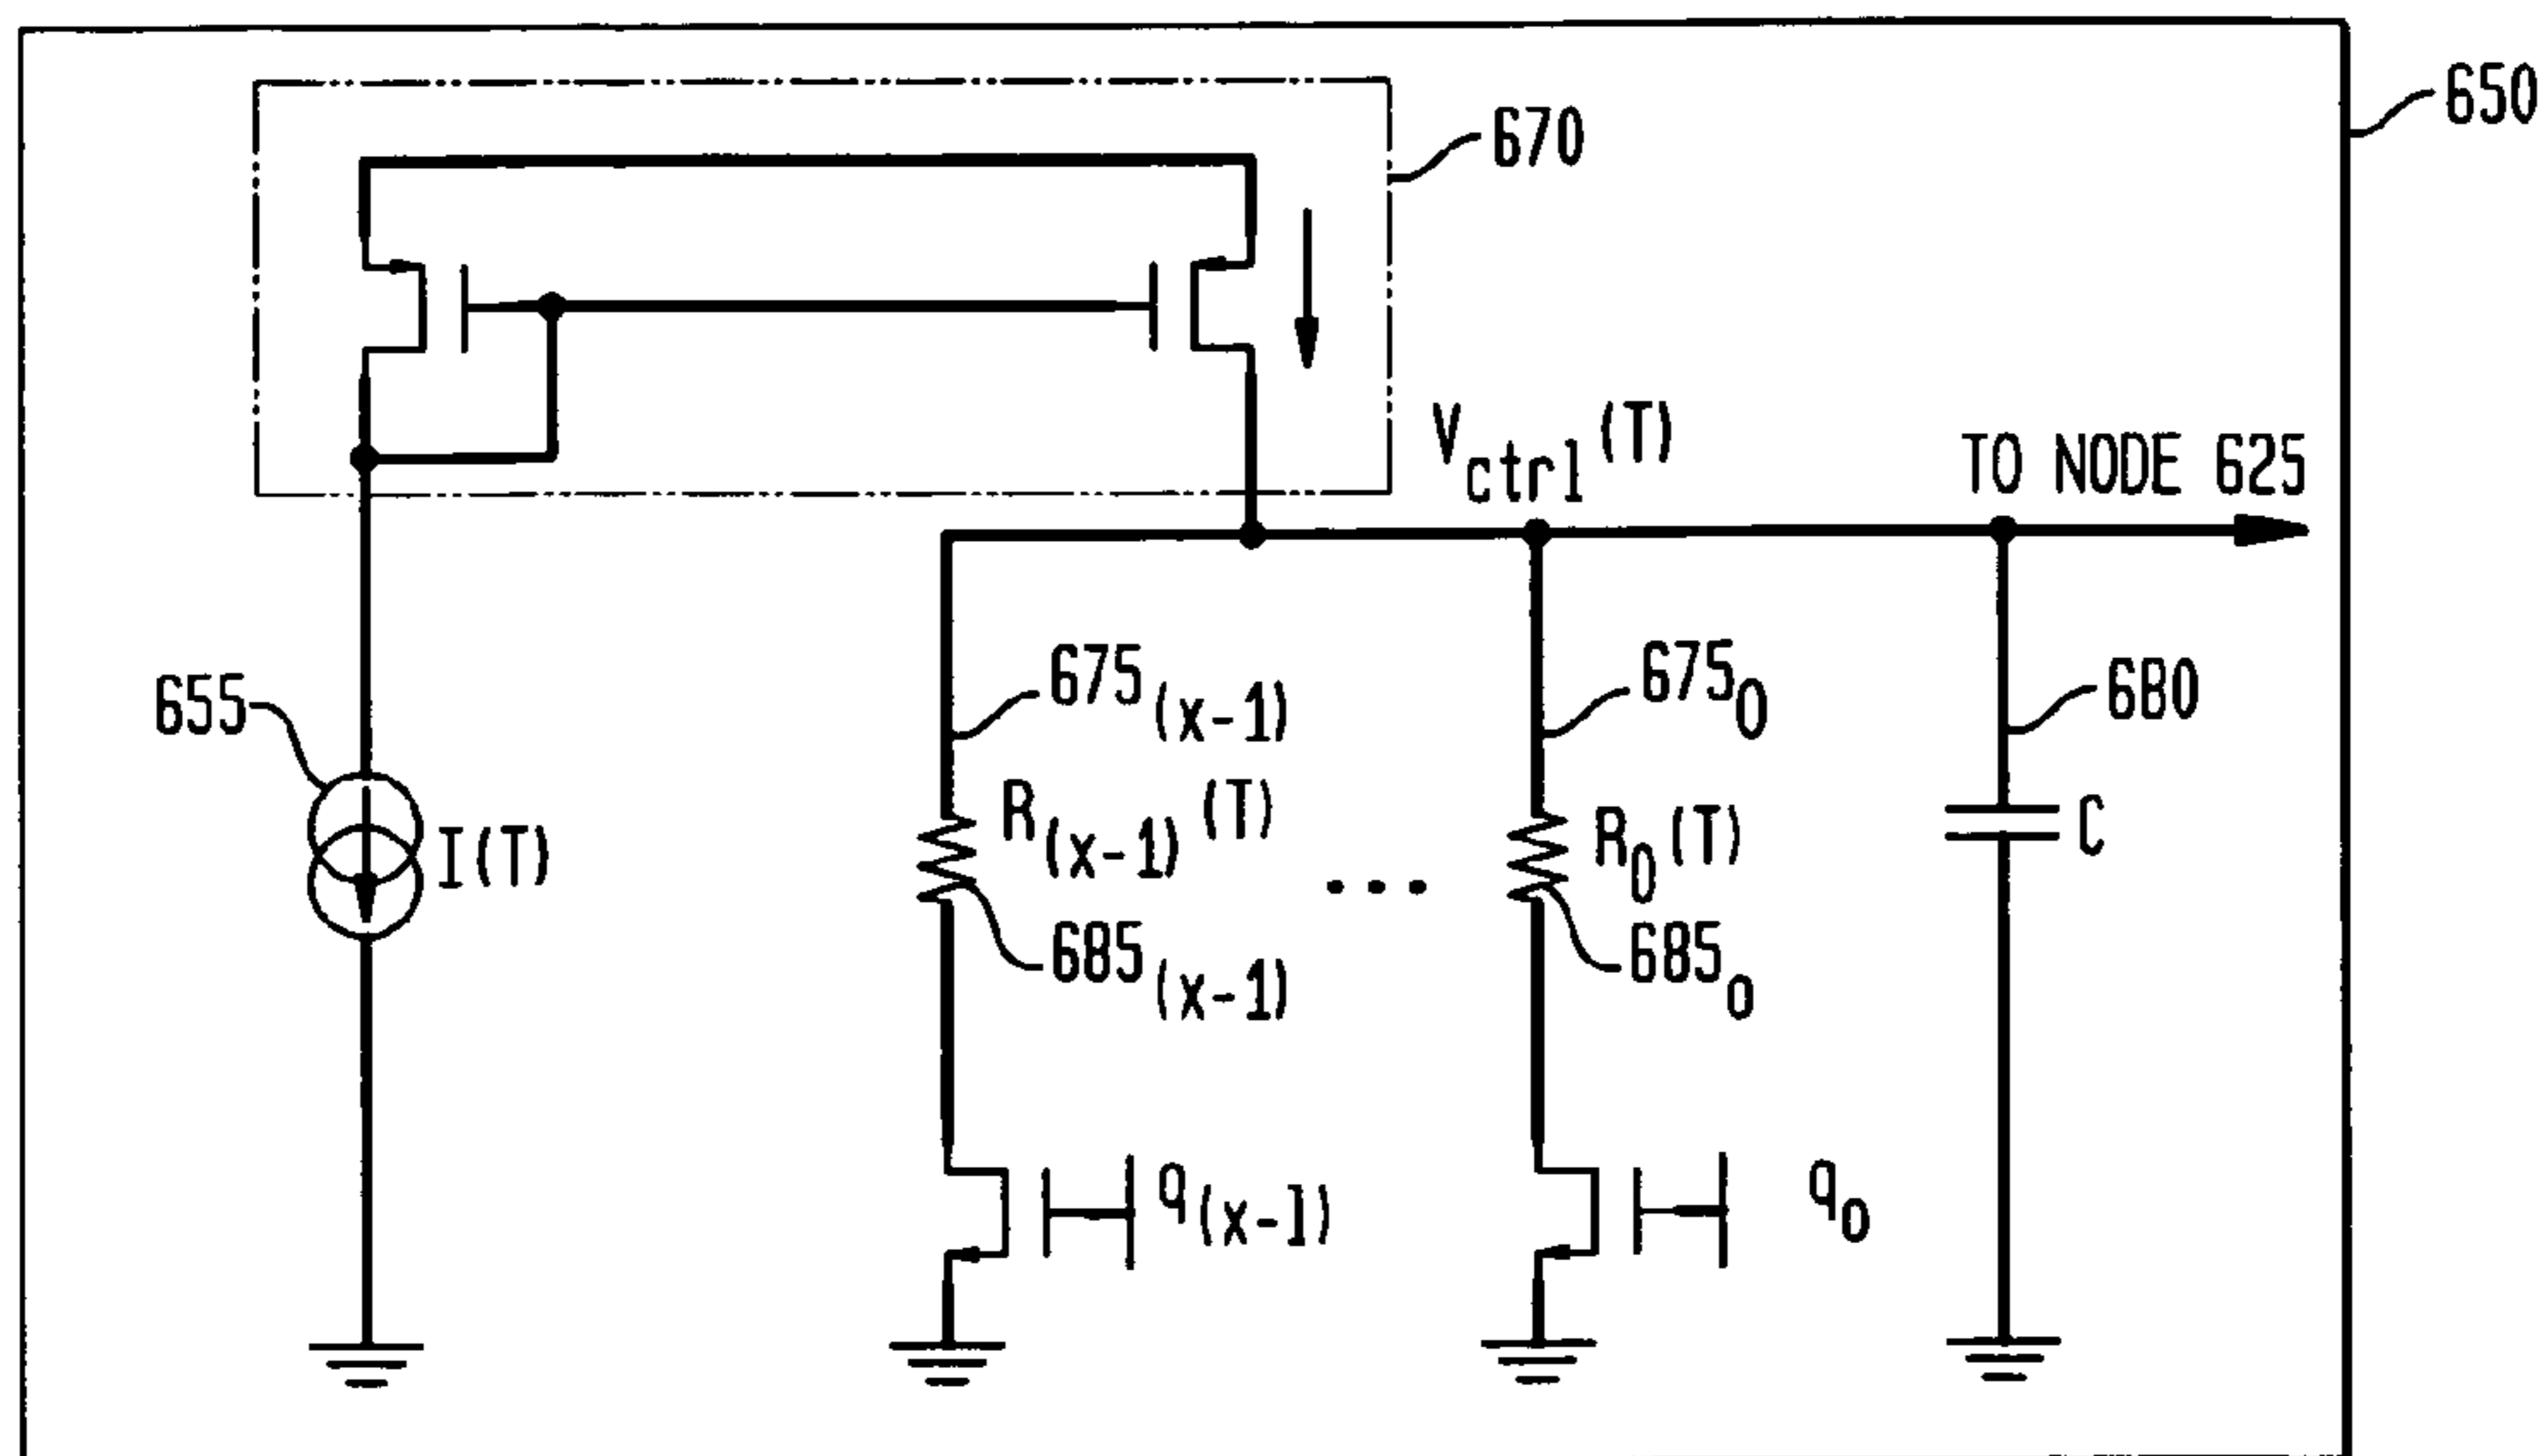 650
670
V_ctrl(T)
TO NODE 625
675_(x-1)
675_0
680
655
R_(x-1)(T)
R_0(T)
C
I(T)
...
685_(x-1)
685_0
q_(x-1)
q_0